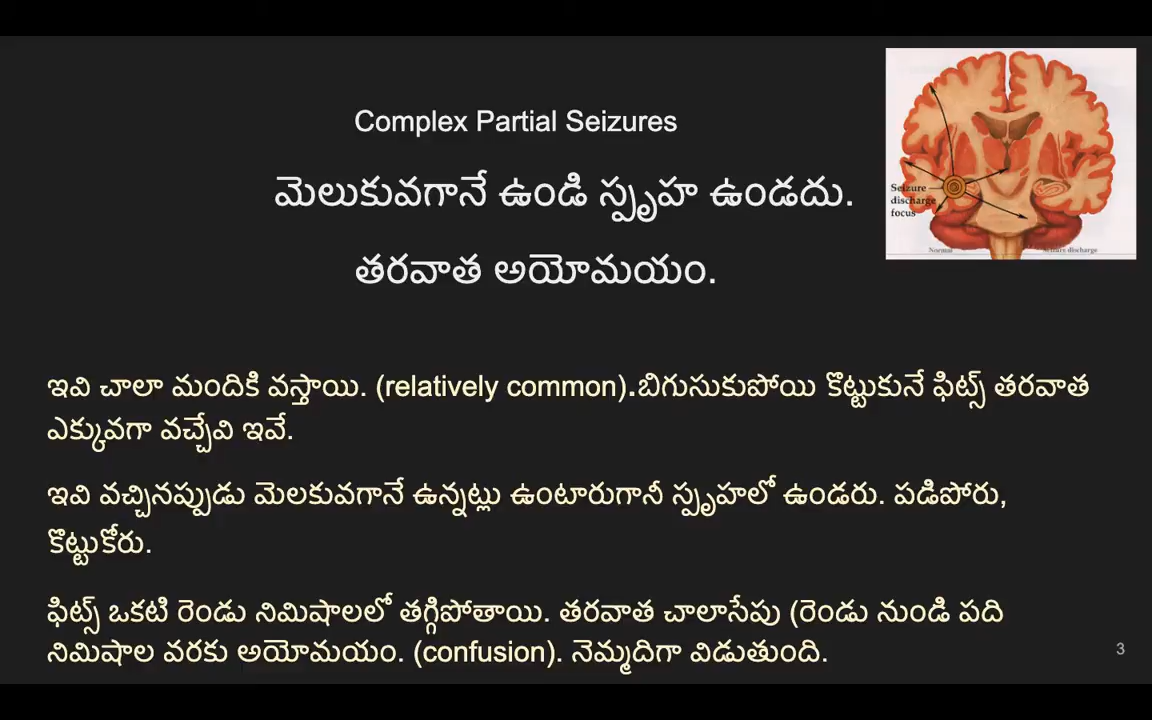 Complex Partial Seizures
మెలుకువగానే ఉండి స్పృహ ఉండదు.
తరవాత అయోమయం.
Seizure
discharge
focus
Normal
ఇవి చాలా మందికి వస్తాయి. (relatively common).బిగుసుకుపోయి కొట్టుకునే ఫిట్స్ తరవాత
ఎక్కువగా వచ్చేవి ఇవే.
ఇవి వచ్చినప్పుడు మెలకువగానే ఉన్నట్లు ఉంటారుగానీ స్పృహలో ఉండరు. పడిపోరు,
కొట్టుకోరు.
ఫిట్స్ ఒకటి రెండు నిమిషాలలో తగ్గిపోతాయి. తరవాత చాలాసేపు (రెండు నుండి పది
నిమిషాల వరకు అయోమయం. (confusion). నెమ్మదిగా విడుతుంది.
3